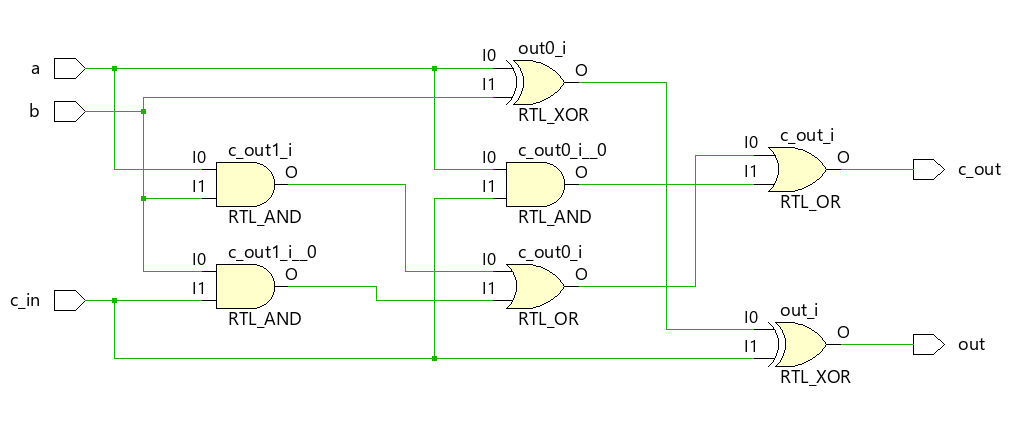 a
b
c_in
I0
I1
out0_i
O
RTL_XOR
I0
I1
c_out1_i
O
RTL_AND
I0
I1
c_out0_i__0
O
RTL_AND
I0
I1
c_out_i
O
RTL_OR
c_out
I0
I1
c_out1_i__0
O
RTL_AND
I0
I1
c_out0_i
O
RTL_OR
I0
I1
out_i
O
RTL_XOR
out